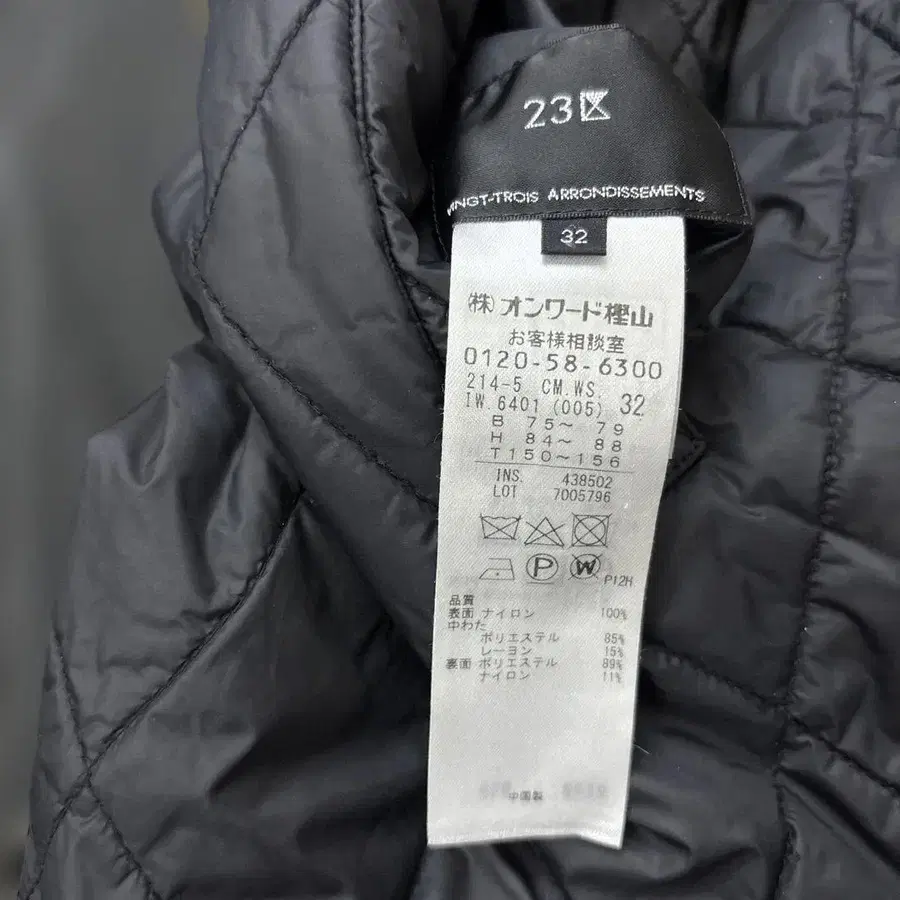 23区
VINGT-TROIS ARRONDISSEMENTS
32
(株)オンワード樫山
お客様相談室
0120-58-6300
214-5 CM.WS. 32
IW.6401 (005)
B 75~ 79
H 84~ 88
T150~156
INS. 438502
LOT 7005796
P W P12H
品質
表面 ナイロン 100%
中わた
ポリエステル 85%
レーヨン 15%
裏面 ポリエステル 89%
ナイロン 11%
中国製